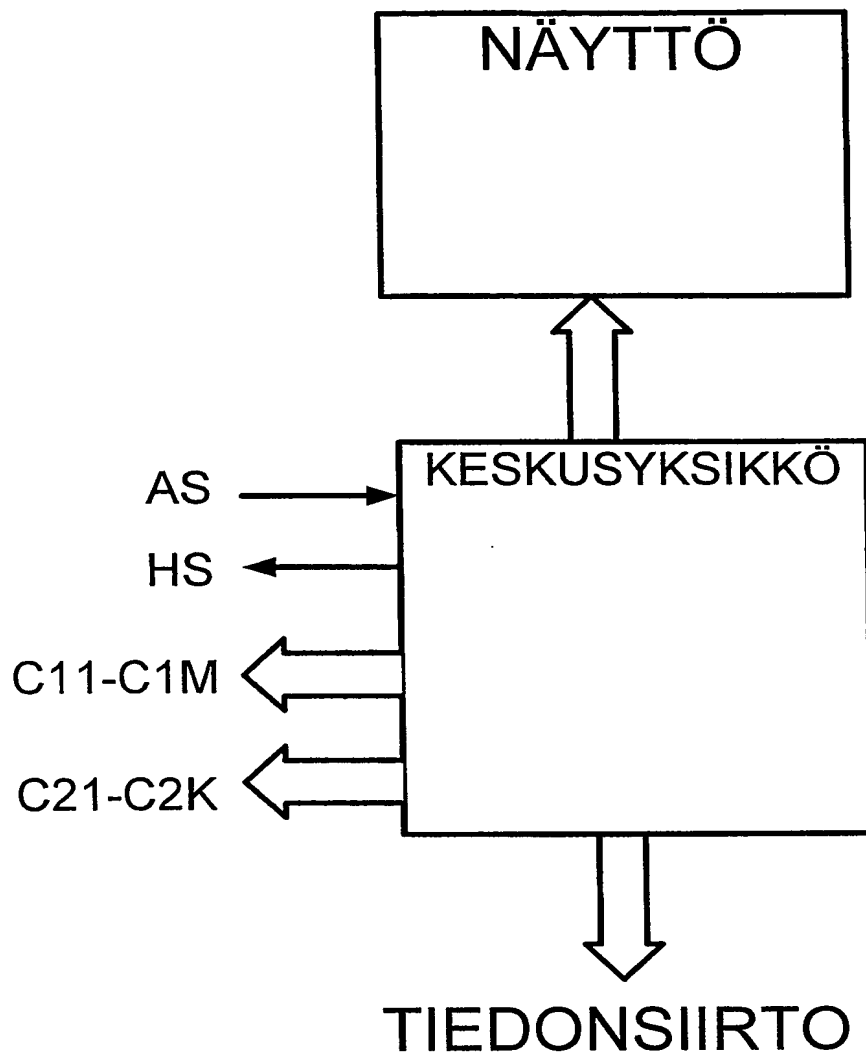 NÄYTTÖ
KESKUSYKSIKKÖ
AS
HS
C11-C1M
C21-C2K
TIEDONSIIRTO